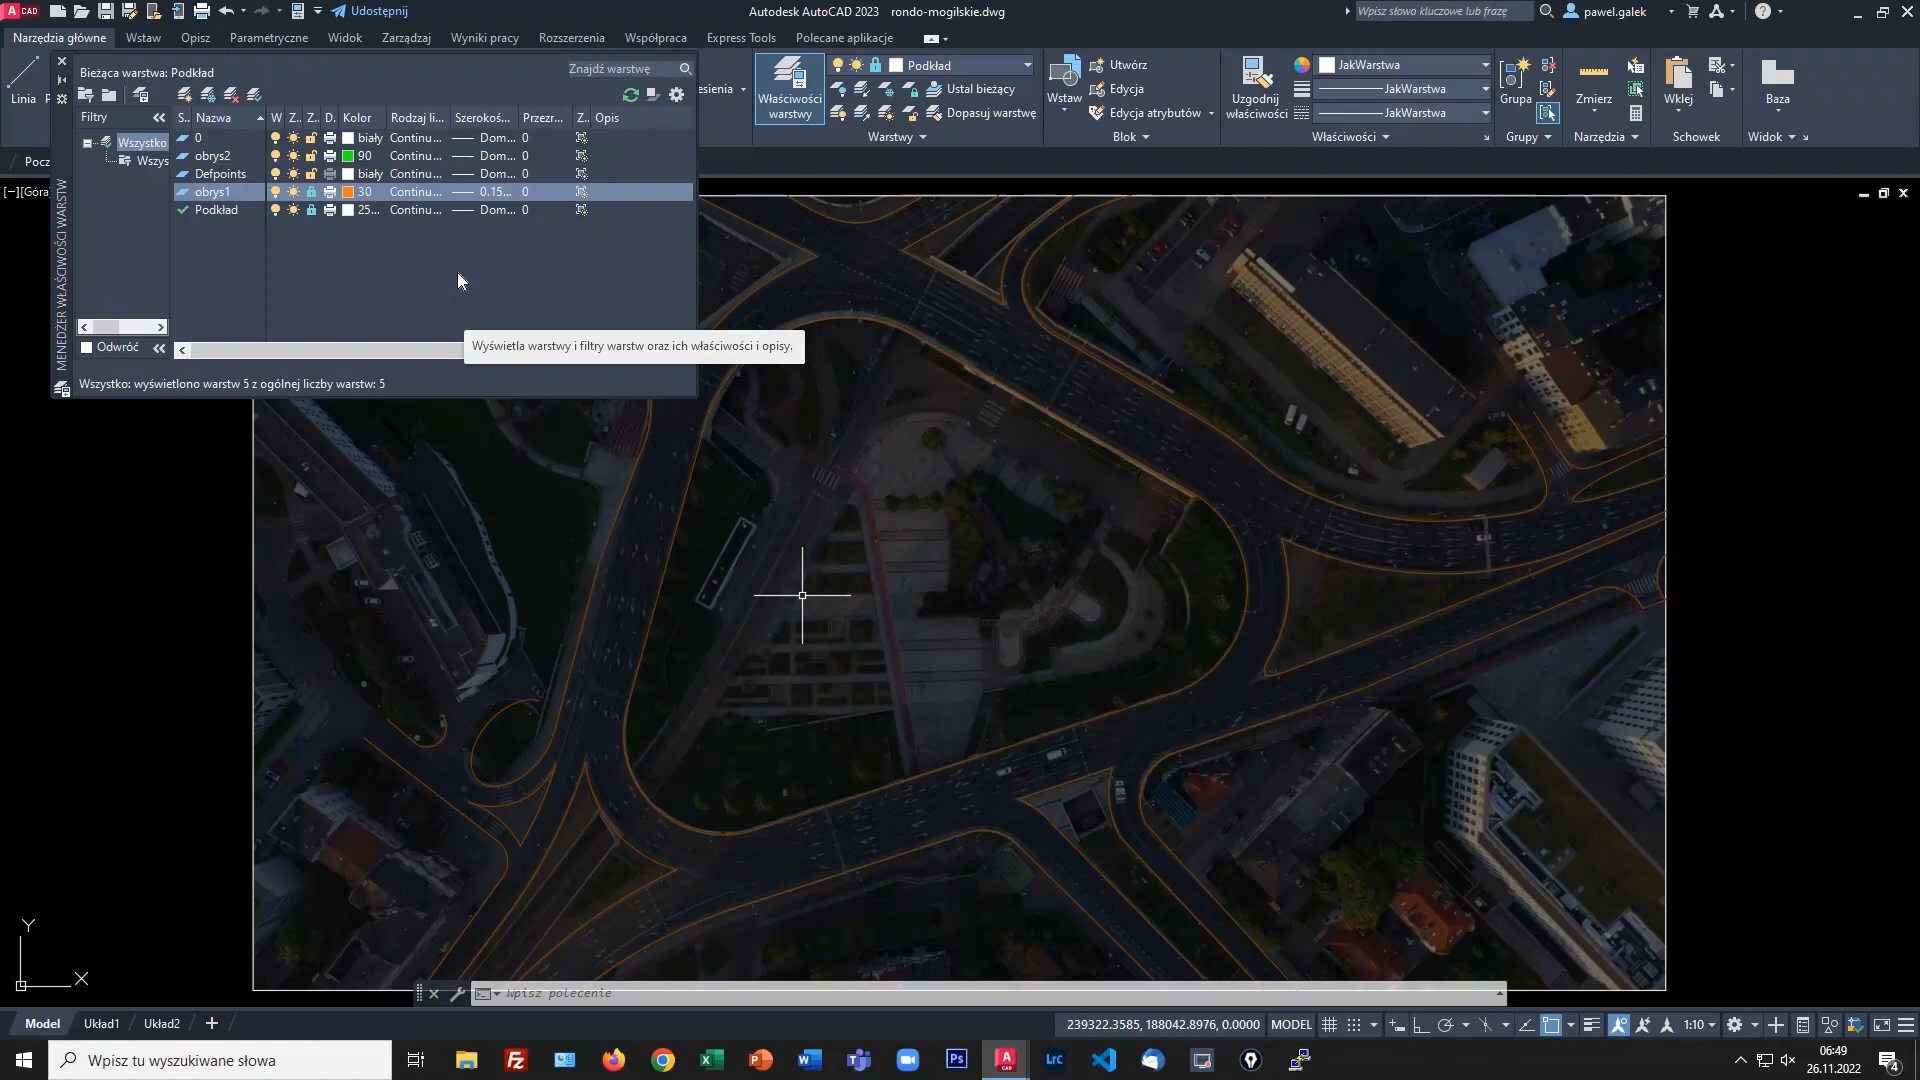 A CAD
Udostępnij
Autodesk AutoCAD 2023 rondo-mogilskie.dwg
Wpisz słowo kluczowe lub frazę
pawel.galek
Narzędzia główne Wstaw Opisz Parametryczne Widok Zarządzaj Wyniki pracy Rozszerzenia Współpraca Express Tools Polecane aplikacje
Linia
Bieżąca warstwa: Podkład
Znajdź warstwę
Filtry
S.. Nazwa W Z.. Z.. D. Kolor Rodzaj li... Szerokoś... Przezr... Z.. Opis
Wszystko
Wszys
0 biały Continu... Dom... 0
obrys2 90 Continu... Dom... 0
Defpoints biały Continu... Dom... 0
obrys1 30 Continu... 0.15... 0
Podkład 25... Continu... Dom... 0
Odwróć
Wszystko: wyświetlono warstw 5 z ogólnej liczby warstw: 5
MENEDŻER WŁAŚCIWOŚCI WARSTW
Wyświetla warstwy i filtry warstw oraz ich właściwości i opisy.
esienia
Właściwości warstwy
Podkład
Ustal bieżący
Dopasuj warstwę
Warstwy
Wstaw
Utwórz
Edycja
Edycja atrybutów
Blok
Uzgodnij właściwości
JakWarstwa
JakWarstwa
JakWarstwa
Właściwości
Grupa
Grupy
Zmierz
Narzędzia
Wklej
Schowek
Baza
Widok
Pocz
[−][Góra
Y
X
Wpisz polecenie
Model Układ1 Układ2
239322.3585, 188042.8976, 0.0000 MODEL
1:10
Wpisz tu wyszukiwane słowa
Ps
A CAD
Lrc
06:49
26.11.2022
4